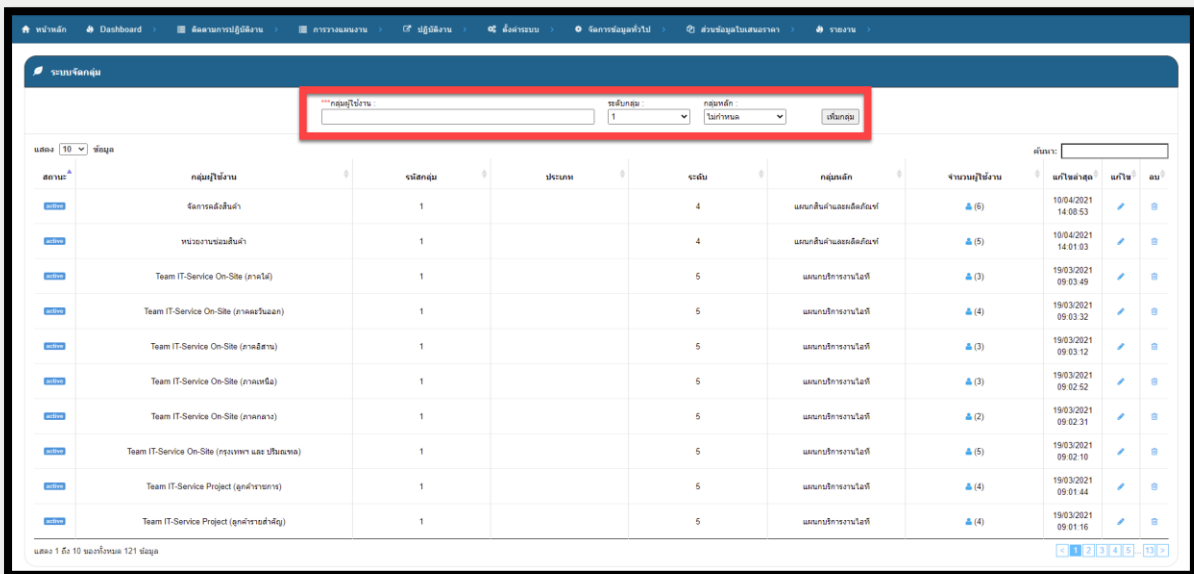 หน้าหลัก Dashboard ติดตามการปฏิบัติงาน การวางแผนงาน ปฏิบัติงาน ตั้งค่าระบบ จัดการข้อมูลทั่วไป ส่วนข้อมูลใบเสนอราคา รายงาน
ระบบจัดกลุ่ม
***กลุ่มผู้ใช้งาน : ระดับกลุ่ม : กลุ่มหลัก :
1 ไม่กำหนด เพิ่มกลุ่ม
แสดง 10 ข้อมูล ค้นหา:
สถานะ กลุ่มผู้ใช้งาน รหัสกลุ่ม ประเภท ระดับ กลุ่มหลัก จำนวนผู้ใช้งาน แก้ไขล่าสุด แก้ไข ลบ
active จัดการคลังสินค้า 1 4 แผนกสินค้าและผลิตภัณฑ์ (6) 10/04/2021 14:08:53
active หน่วยงานซ่อมสินค้า 1 4 แผนกสินค้าและผลิตภัณฑ์ (5) 10/04/2021 14:01:03
active Team IT-Service On-Site (ภาคใต้) 1 5 แผนกบริการงานไอที (3) 19/03/2021 09:03:49
active Team IT-Service On-Site (ภาคตะวันออก) 1 5 แผนกบริการงานไอที (4) 19/03/2021 09:03:32
active Team IT-Service On-Site (ภาคอีสาน) 1 5 แผนกบริการงานไอที (3) 19/03/2021 09:03:12
active Team IT-Service On-Site (ภาคเหนือ) 1 5 แผนกบริการงานไอที (3) 19/03/2021 09:02:52
active Team IT-Service On-Site (ภาคกลาง) 1 5 แผนกบริการงานไอที (2) 19/03/2021 09:02:31
active Team IT-Service On-Site (กรุงเทพฯ และ ปริมณฑล) 1 5 แผนกบริการงานไอที (5) 19/03/2021 09:02:10
active Team IT-Service Project (ลูกค้าราชการ) 1 5 แผนกบริการงานไอที (4) 19/03/2021 09:01:44
active Team IT-Service Project (ลูกค้ารายสำคัญ) 1 5 แผนกบริการงานไอที (4) 19/03/2021 09:01:16
แสดง 1 ถึง 10 ของทั้งหมด 121 ข้อมูล < 1 2 3 4 5 ... 13 >